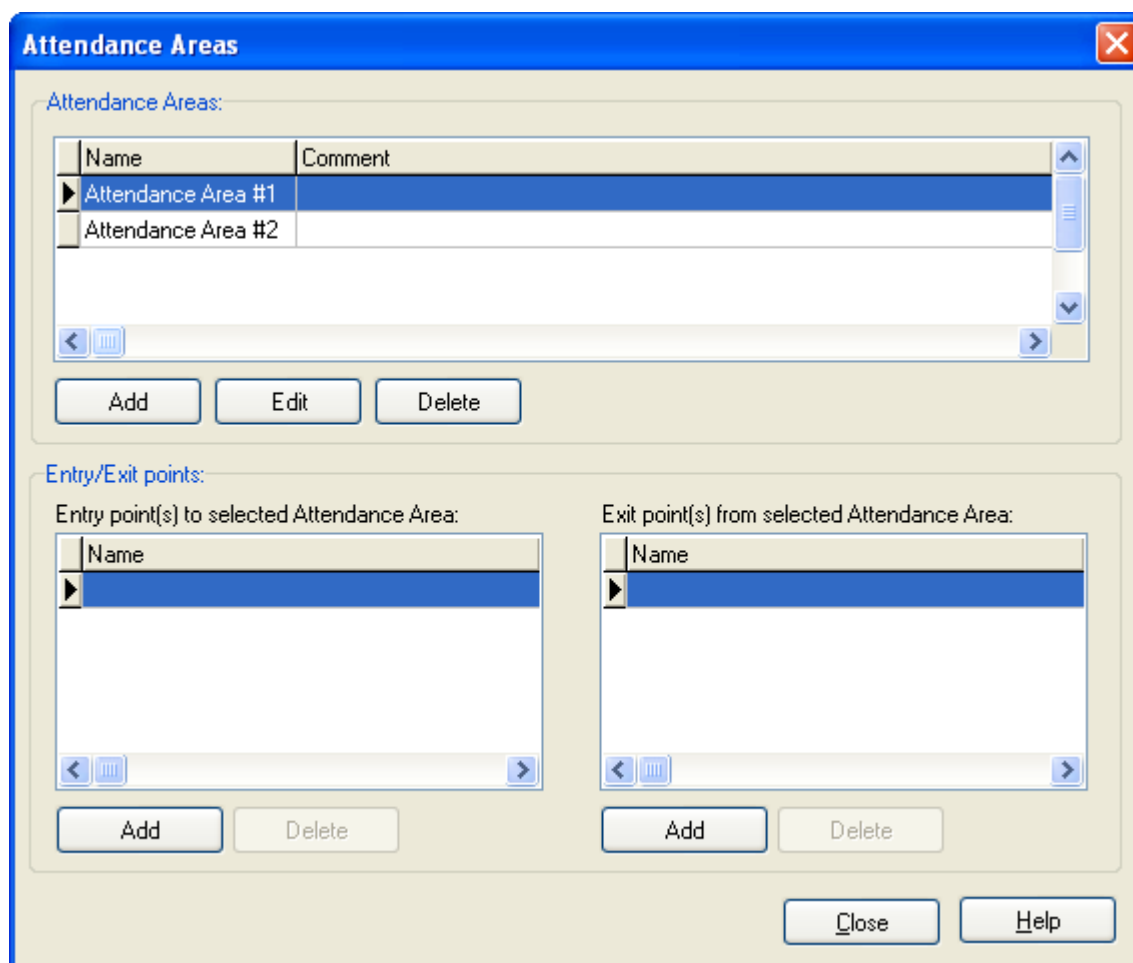 Attendance Areas
Attendance Areas:
Name Comment
Attendance Area #1
Attendance Area #2
Add Edit Delete
Entry/Exit points:
Entry point(s) to selected Attendance Area: Exit point(s) from selected Attendance Area:
Name Name
Add Delete Add Delete
Close Help